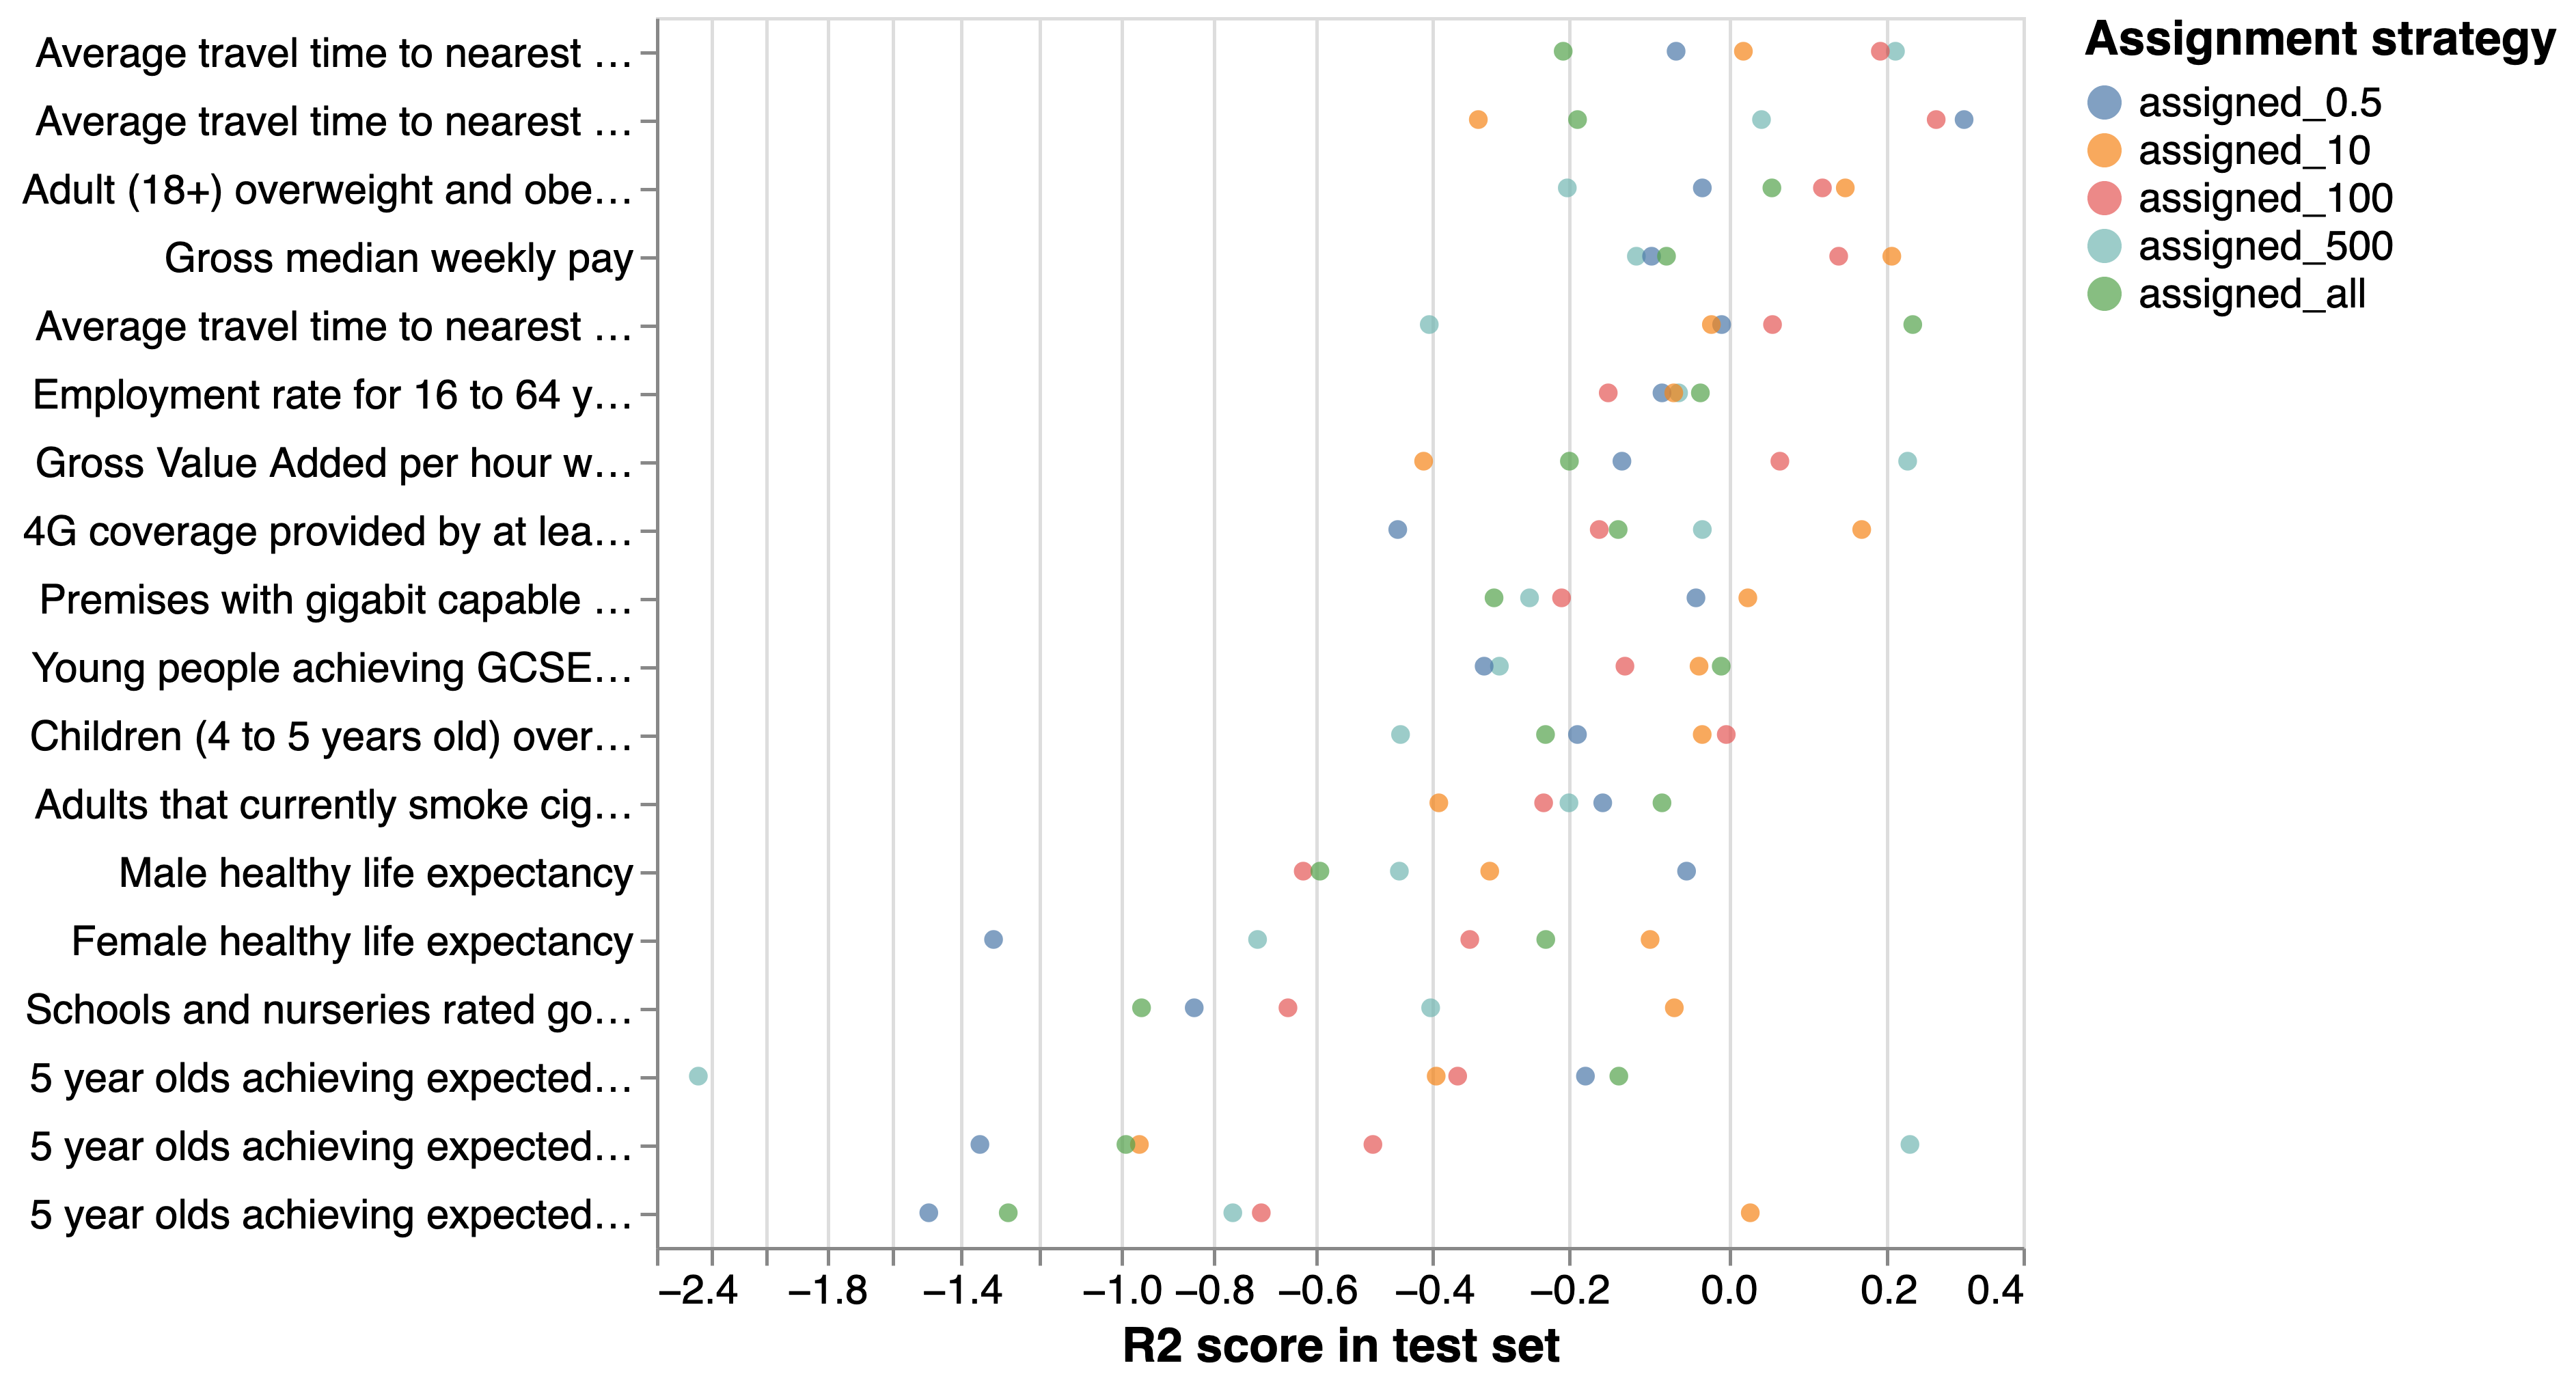 Average travel time to nearest …
Average travel time to nearest …
Adult (18+) overweight and obe…
Gross median weekly pay
Average travel time to nearest …
Employment rate for 16 to 64 y…
Gross Value Added per hour w…
4G coverage provided by at lea…
Premises with gigabit capable …
Young people achieving GCSE…
Children (4 to 5 years old) over…
Adults that currently smoke cig…
Male healthy life expectancy
Female healthy life expectancy
Schools and nurseries rated go…
5 year olds achieving expected…
5 year olds achieving expected…
5 year olds achieving expected…
−2.4 −1.8 −1.4 −1.0 −0.8 −0.6 −0.4 −0.2 0.0 0.2 0.4
R2 score in test set
Assignment strategy
assigned_0.5
assigned_10
assigned_100
assigned_500
assigned_all